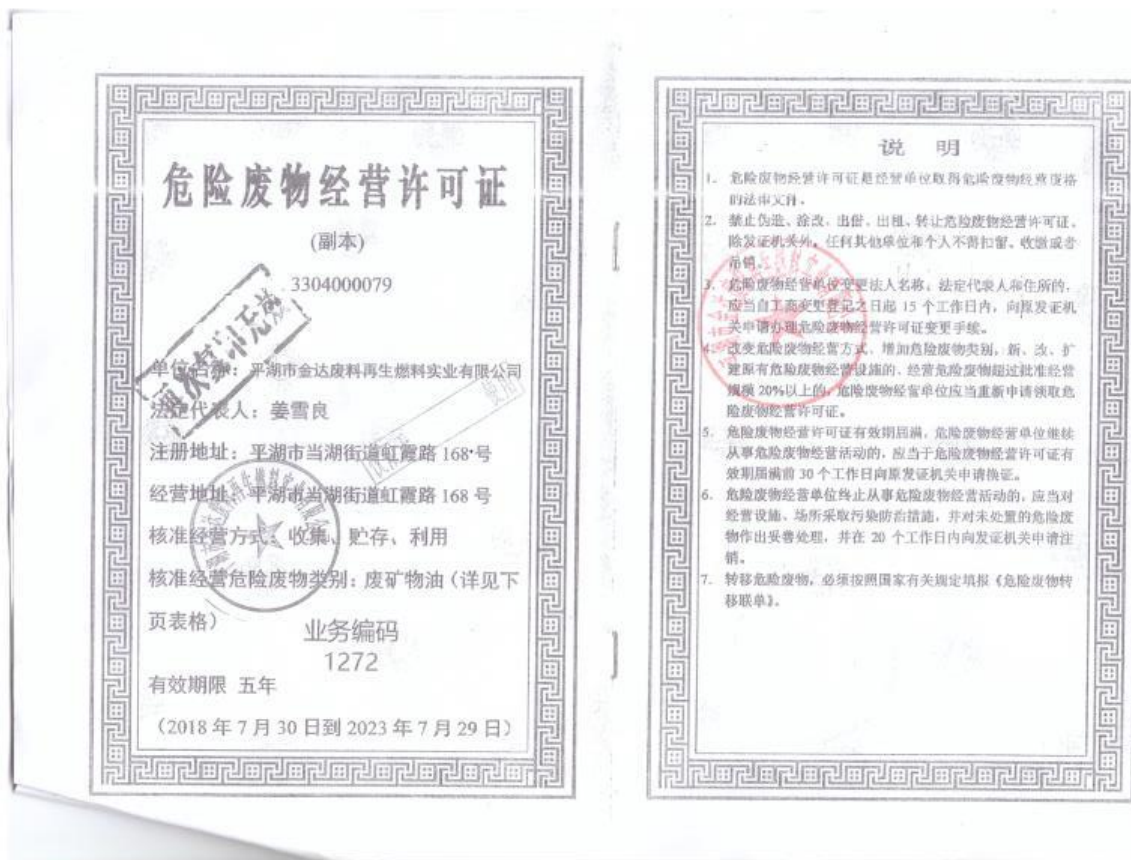 危险废物经营许可证
(副本)
3304000079
再次复印无效
单位名称：平湖市金达废料再生燃料实业有限公司
法定代表人：姜雪良
注册地址：平湖市当湖街道虹霞路 168 号
经营地址：平湖市当湖街道虹霞路 168 号
核准经营方式：收集、贮存、利用
核准经营危险废物类别：废矿物油（详见下
页表格）
业务编码
1272
有效期限 五年
（2018 年 7 月 30 日到 2023 年 7 月 29 日）
说 明
1. 危险废物经营许可证是经营单位取得危险废物经营资格
的法律文件。
2. 禁止伪造、涂改、出借、出租、转让危险废物经营许可证。
除发证机关外，任何其他单位和个人不得扣留、收缴或者
吊销。
3. 危险废物经营单位变更法人名称、法定代表人和住所的，
应当自工商变更登记之日起 15 个工作日内，向原发证机
关申请办理危险废物经营许可证变更手续。
4. 改变危险废物经营方式、增加危险废物类别，新、改、扩
建原有危险废物经营设施的、经营危险废物超过批准经营
规模 20%以上的，危险废物经营单位应当重新申请领取危
险废物经营许可证。
5. 危险废物经营许可证有效期届满，危险废物经营单位继续
从事危险废物经营活动的，应当于危险废物经营许可证有
效期届满前 30 个工作日向原发证机关申请换证。
6. 危险废物经营单位终止从事危险废物经营活动的，应当对
经营设施、场所采取污染防治措施，并对未处置的危险废
物作出妥善处理，并在 20 个工作日内向发证机关申请注
销。
7. 转移危险废物，必须按照国家有关规定填报《危险废物转
移联单》。